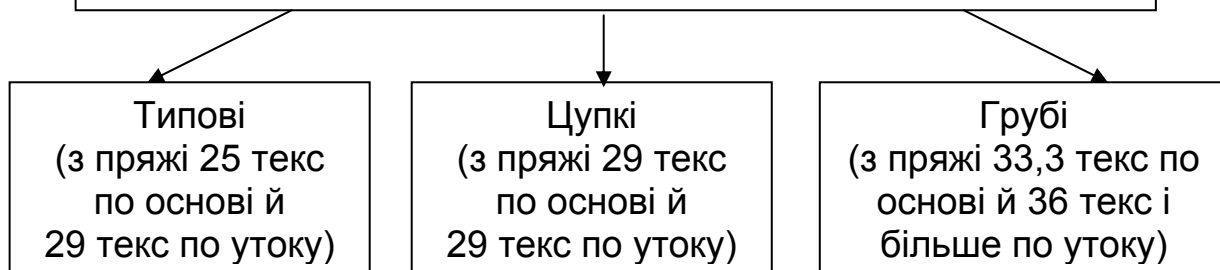 Типові
(з пряжі 25 текс
по основі й
29 текс по утоку)
Цупкі
(з пряжі 29 текс
по основі й
29 текс по утоку)
Грубі
(з пряжі 33,3 текс по
основі й 36 текс і
більше по утоку)